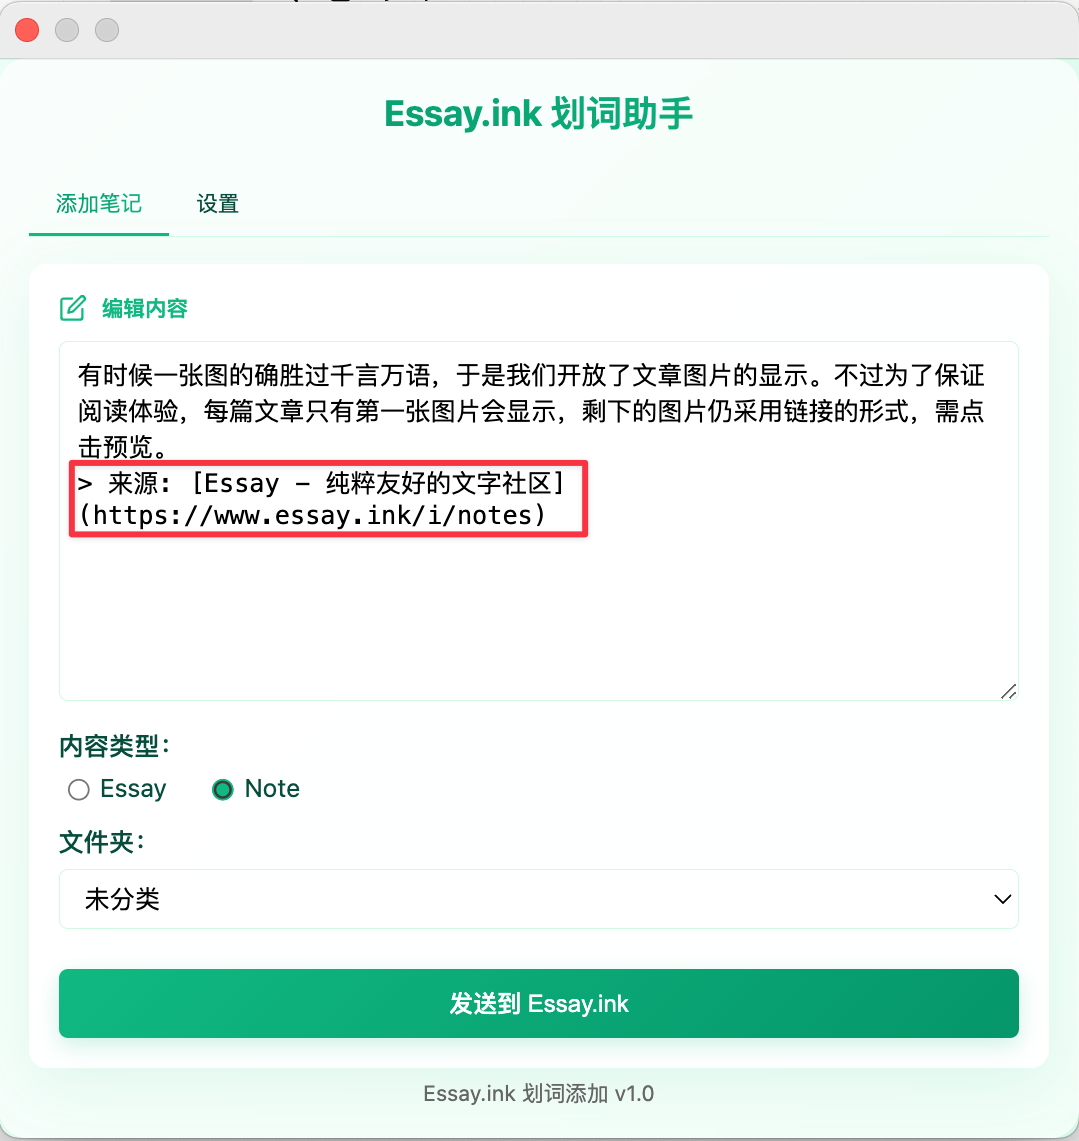 Essay.ink 划词助手
添加笔记 设置
编辑内容
有时候一张图的确胜过千言万语，于是我们开放了文章图片的显示。不过为了保证
阅读体验，每篇文章只有第一张图片会显示，剩下的图片仍采用链接的形式，需点
击预览。
> 来源: [Essay - 纯粹友好的文字社区]
(https://www.essay.ink/i/notes)
内容类型：
Essay Note
文件夹：
未分类
发送到 Essay.ink
Essay.ink 划词添加 v1.0